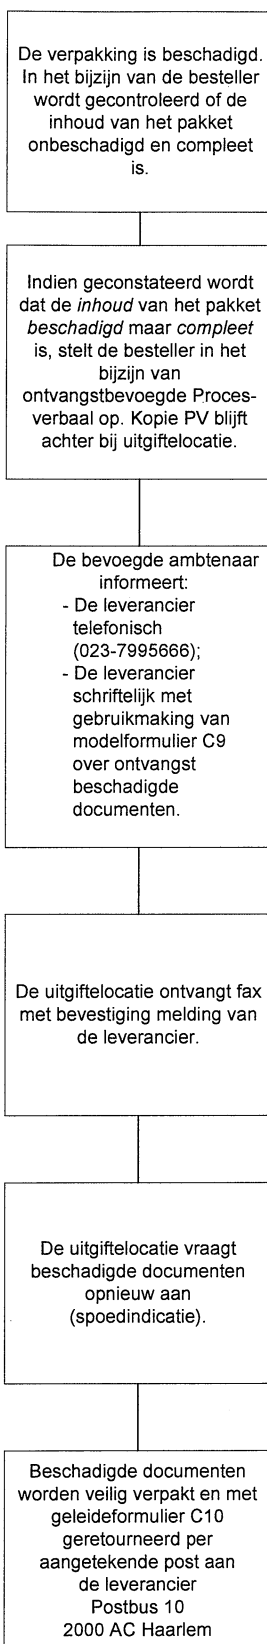 De verpakking is beschadigd.
In het bijzijn van de besteller
wordt gecontroleerd of de
inhoud van het pakket
onbeschadigd en compleet
is.
Indien geconstateerd wordt
dat de inhoud van het pakket
beschadigd maar compleet
is, stelt de besteller in het
bijzijn van
ontvangstbevoegde Proces-
verbaal op. Kopie PV blijft
achter bij uitgiftelocatie.
De bevoegde ambtenaar
informeert:
- De leverancier
telefonisch
(023-7995666);
- De leverancier
schriftelijk met
gebruikmaking van
modelformulier C9
over ontvangst
beschadigde
documenten.
De uitgiftelocatie ontvangt fax
met bevestiging melding van
de leverancier.
De uitgiftelocatie vraagt
beschadigde documenten
opnieuw aan
(spoedindicatie).
Beschadigde documenten
worden veilig verpakt en met
geleideformulier C10
geretourneerd per
aangetekende post aan
de leverancier
Postbus 10
2000 AC Haarlem